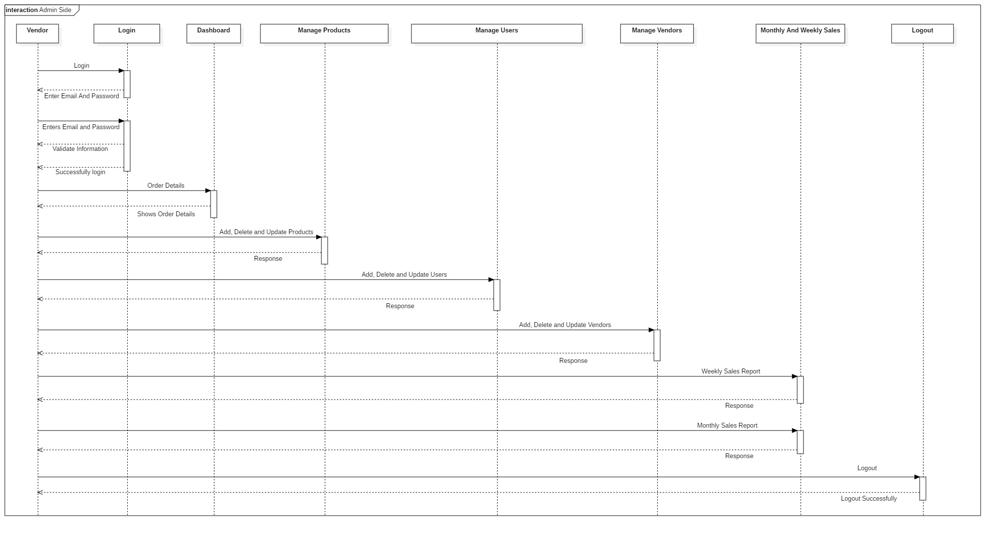 interaction Admin Side
Vendor
Login
Dashboard
Manage Products
Manage Users
Manage Vendors
Monthly And Weekly Sales
Logout
Login
Enter Email And Password
Enters Email and Password
Validate Information
Successfully login
Order Details
Shows Order Details
Add, Delete and Update Products
Response
Add, Delete and Update Users
Response
Add, Delete and Update Vendors
Response
Weekly Sales Report
Response
Monthly Sales Report
Response
Logout
Logout Successfully